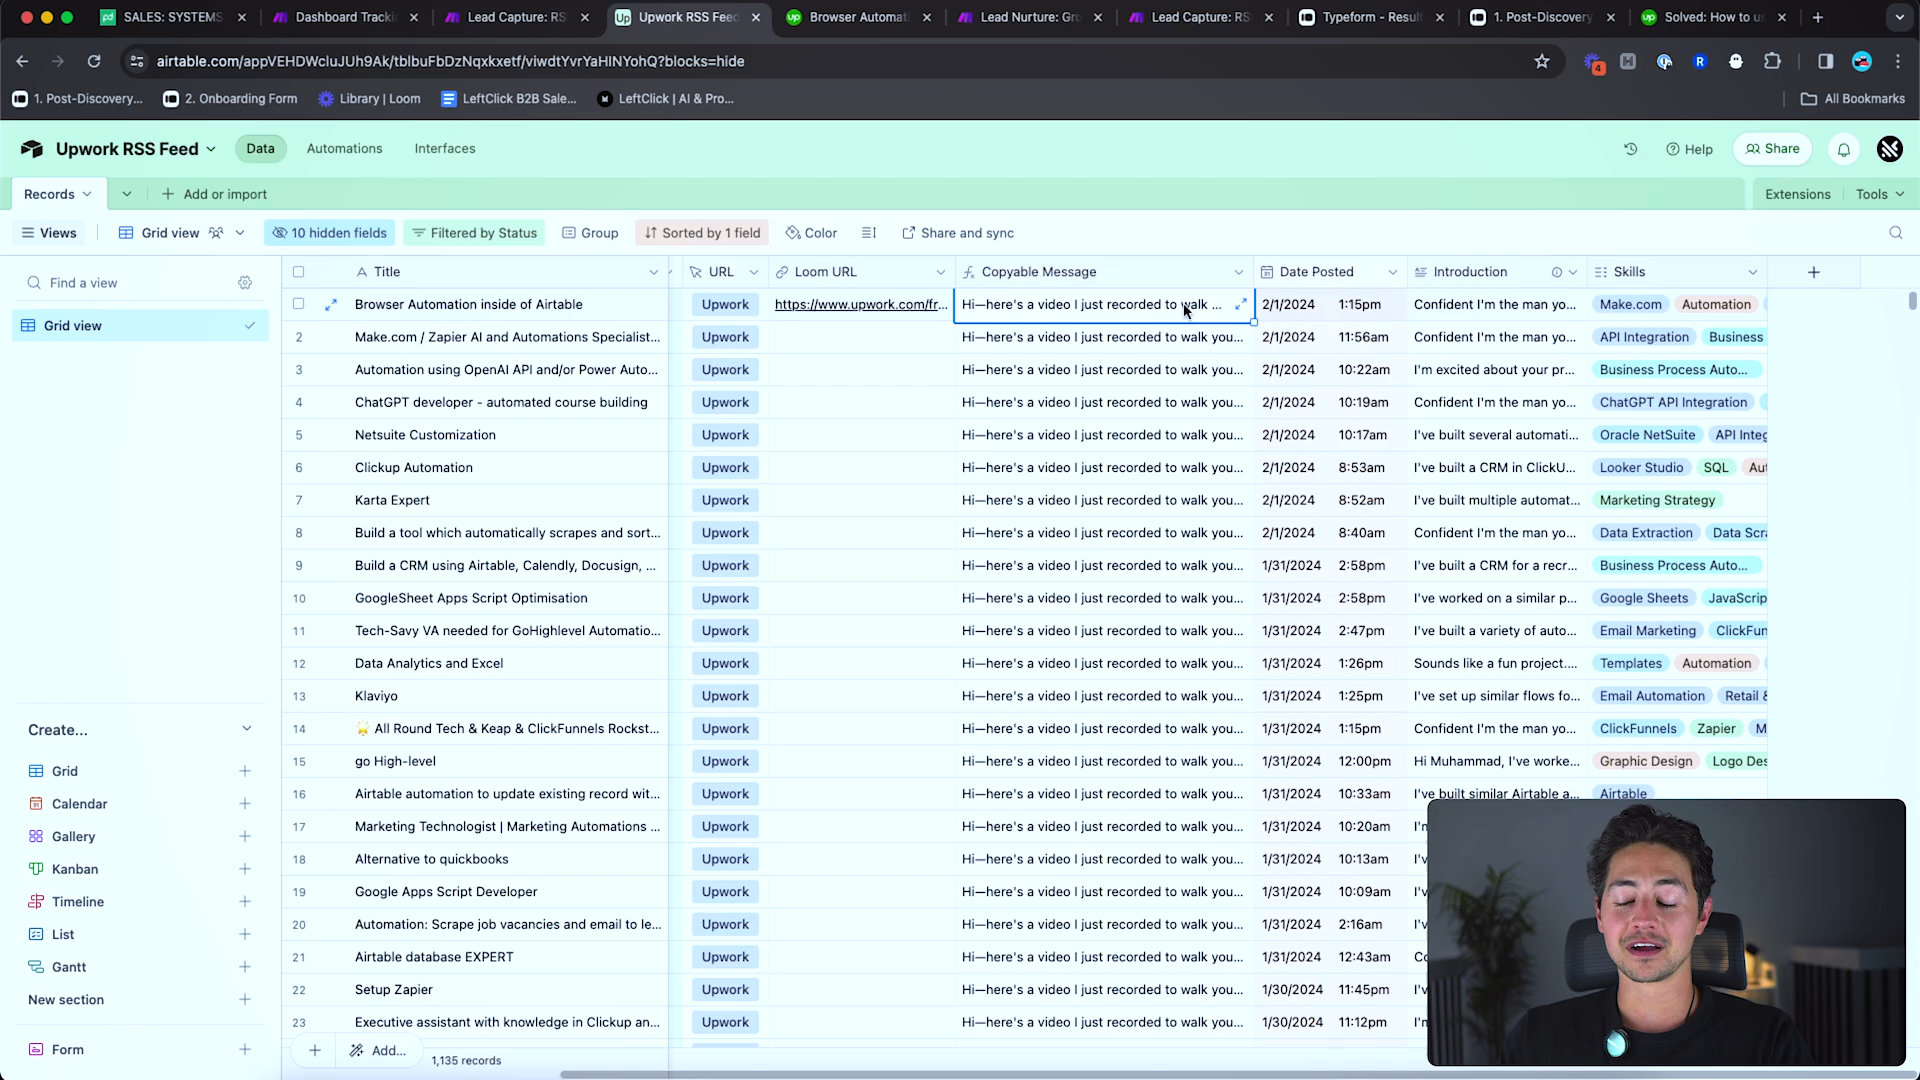 SALES: SYSTEMS
Dashboard Tracki
Lead Capture: RS
Upwork RSS Feed
Browser Automati
Lead Nurture: Gr
Lead Capture: RS
Typeform - Resul
1. Post-Discovery
Solved: How to u
airtable.com/appVEHDWcluJUh9Ak/tblbuFbDzNqxkxetf/viwdtYvrYaHlNYohQ?blocks=hide
4
R
1. Post-Discovery...
2. Onboarding Form
Library | Loom
LeftClick B2B Sale...
LeftClick | AI & Pro...
All Bookmarks
Upwork RSS Feed
Data
Automations
Interfaces
Help
Share
Records
Add or import
Extensions
Tools
Views
Grid view
10 hidden fields
Filtered by Status
Group
Sorted by 1 field
Color
Share and sync
Find a view
Grid view
Create...
Grid
Calendar
Gallery
Kanban
Timeline
List
Gantt
New section
Form
Title URL Loom URL Copyable Message Date Posted Introduction Skills
Browser Automation inside of Airtable Upwork https://www.upwork.com/fr... Hi—here's a video I just recorded to walk ... 2/1/2024 1:15pm Confident I'm the man yo... Make.com Automation
2 Make.com / Zapier AI and Automations Specialist... Upwork Hi—here's a video I just recorded to walk you... 2/1/2024 11:56am Confident I'm the man yo... API Integration Business
3 Automation using OpenAI API and/or Power Auto... Upwork Hi—here's a video I just recorded to walk you... 2/1/2024 10:22am I'm excited about your pr... Business Process Auto...
4 ChatGPT developer - automated course building Upwork Hi—here's a video I just recorded to walk you... 2/1/2024 10:19am Confident I'm the man yo... ChatGPT API Integration
5 Netsuite Customization Upwork Hi—here's a video I just recorded to walk you... 2/1/2024 10:17am I've built several automati... Oracle NetSuite API Integ
6 Clickup Automation Upwork Hi—here's a video I just recorded to walk you... 2/1/2024 8:53am I've built a CRM in ClickU... Looker Studio SQL Aut
7 Karta Expert Upwork Hi—here's a video I just recorded to walk you... 2/1/2024 8:52am I've built multiple automat... Marketing Strategy
8 Build a tool which automatically scrapes and sort... Upwork Hi—here's a video I just recorded to walk you... 2/1/2024 8:40am Confident I'm the man yo... Data Extraction Data Scra
9 Build a CRM using Airtable, Calendly, Docusign, ... Upwork Hi—here's a video I just recorded to walk you... 1/31/2024 2:58pm I've built a CRM for a recr... Business Process Auto...
10 GoogleSheet Apps Script Optimisation Upwork Hi—here's a video I just recorded to walk you... 1/31/2024 2:58pm I've worked on a similar p... Google Sheets JavaScrip
11 Tech-Savy VA needed for GoHighlevel Automatio... Upwork Hi—here's a video I just recorded to walk you... 1/31/2024 2:47pm I've built a variety of auto... Email Marketing ClickFun
12 Data Analytics and Excel Upwork Hi—here's a video I just recorded to walk you... 1/31/2024 1:26pm Sounds like a fun project.... Templates Automation
13 Klaviyo Upwork Hi—here's a video I just recorded to walk you... 1/31/2024 1:25pm I've set up similar flows fo... Email Automation Retail &
14 🌟 All Round Tech & Keap & ClickFunnels Rockst... Upwork Hi—here's a video I just recorded to walk you... 1/31/2024 1:15pm Confident I'm the man yo... ClickFunnels Zapier M
15 go High-level Upwork Hi—here's a video I just recorded to walk you... 1/31/2024 12:00pm Hi Muhammad, I've worke... Graphic Design Logo Des
16 Airtable automation to update existing record wit... Upwork Hi—here's a video I just recorded to walk you... 1/31/2024 10:33am I've built similar Airtable a... Airtable
17 Marketing Technologist | Marketing Automations ... Upwork Hi—here's a video I just recorded to walk you... 1/31/2024 10:20am I'm
18 Alternative to quickbooks Upwork Hi—here's a video I just recorded to walk you... 1/31/2024 10:13am I'v
19 Google Apps Script Developer Upwork Hi—here's a video I just recorded to walk you... 1/31/2024 10:09am I'v
20 Automation: Scrape job vacancies and email to le... Upwork Hi—here's a video I just recorded to walk you... 1/31/2024 2:16am I'v
21 Airtable database EXPERT Upwork Hi—here's a video I just recorded to walk you... 1/31/2024 12:43am Co
22 Setup Zapier Upwork Hi—here's a video I just recorded to walk you... 1/30/2024 11:45pm I'v
23 Executive assistant with knowledge in Clickup an... Upwork Hi—here's a video I just recorded to walk you... 1/30/2024 11:12pm I'm
Add...
1,135 records